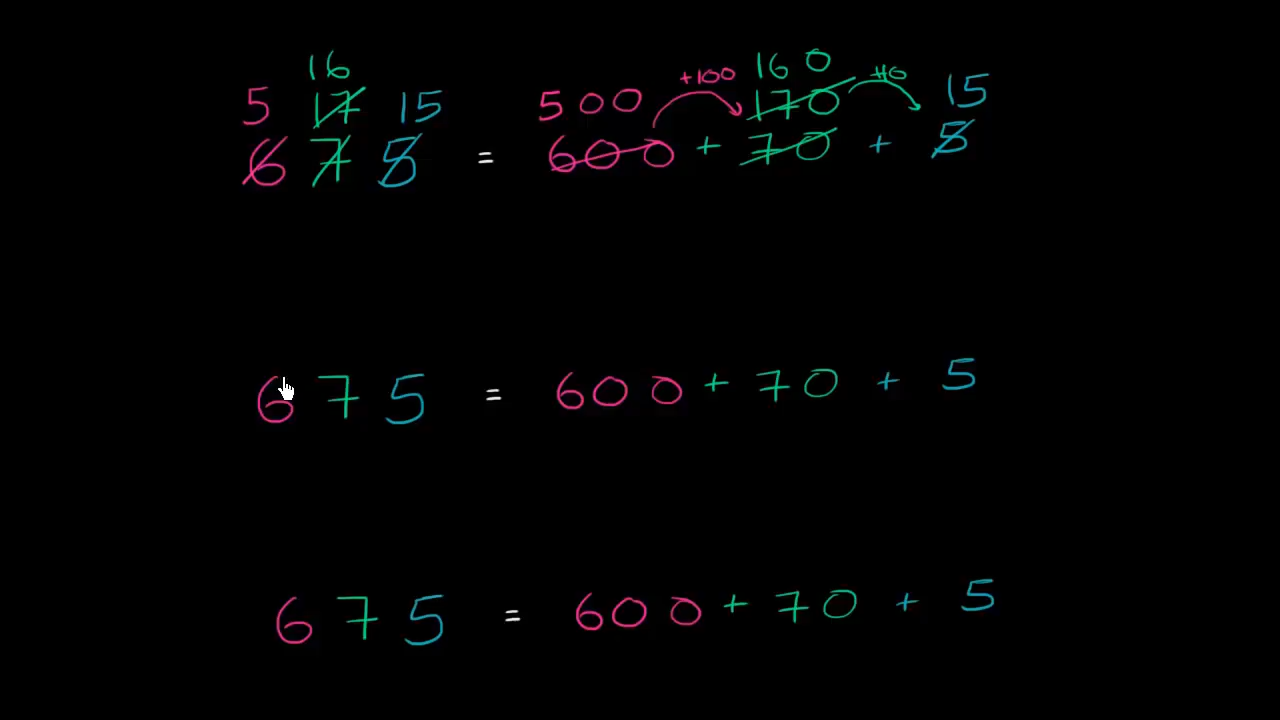 16 +100 160 +10
5 17 15 500 170 15
6 7 5 = 600 + 70 + 5
6 7 5 = 600 + 70 + 5
6 7 5 = 600 + 70 + 5